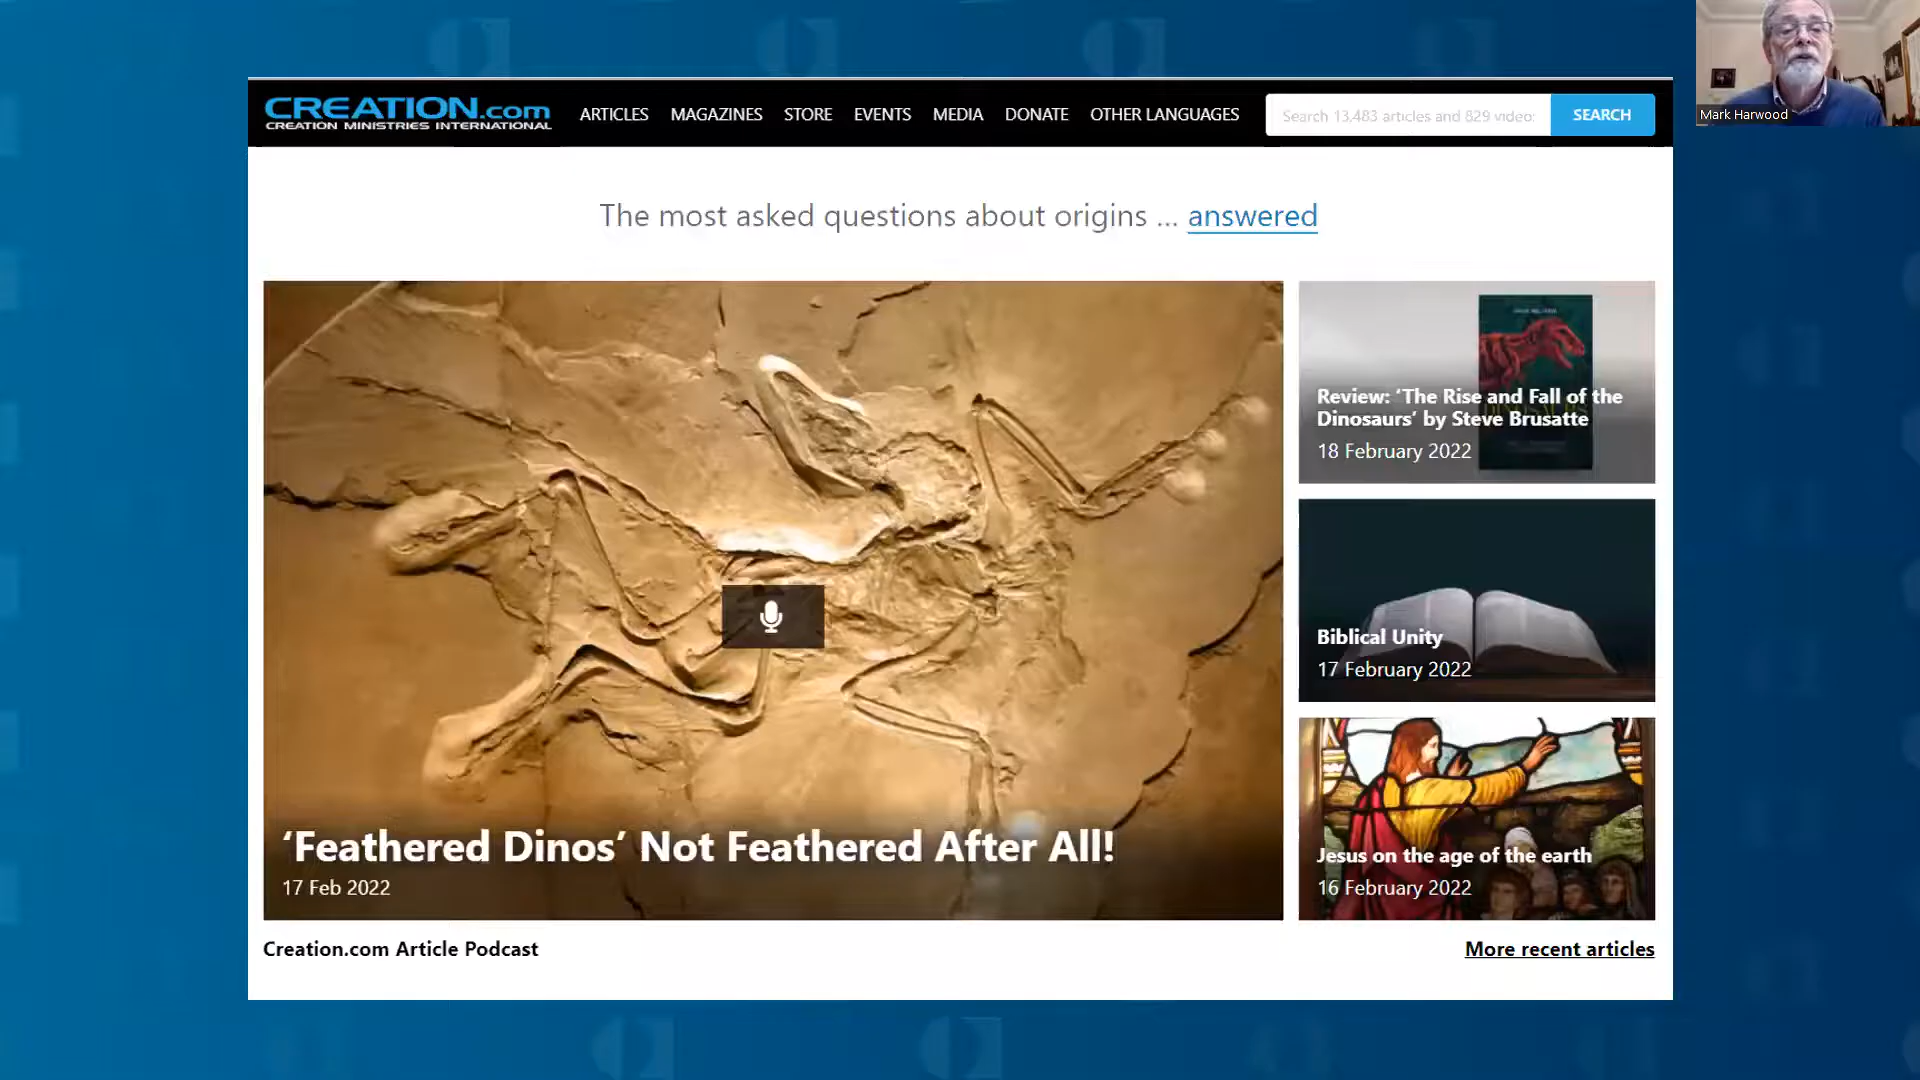 CREATION.com
CREATION MINISTRIES INTERNATIONAL
ARTICLES MAGAZINES STORE EVENTS MEDIA DONATE OTHER LANGUAGES
Search 13,483 articles and 829 videos
SEARCH
Mark Harwood
The most asked questions about origins ... answered
Review: ‘The Rise and Fall of the
Dinosaurs’ by Steve Brusatte
18 February 2022
Biblical Unity
17 February 2022
Jesus on the age of the earth
16 February 2022
‘Feathered Dinos’ Not Feathered After All!
17 Feb 2022
Creation.com Article Podcast
More recent articles